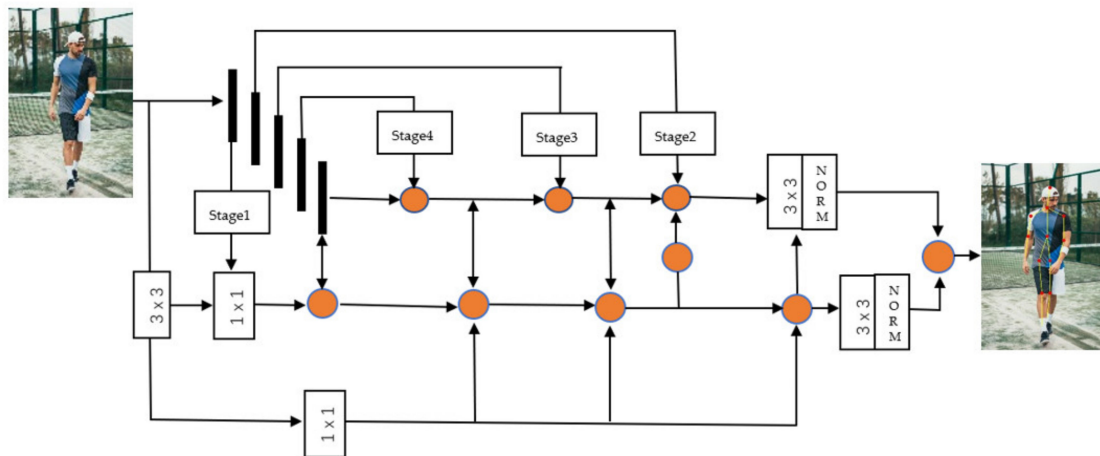 Stage4
Stage3
Stage2
Stage1
3 x 3
NORM
3 x 3
1 x 1
3 x 3
NORM
1 x 1